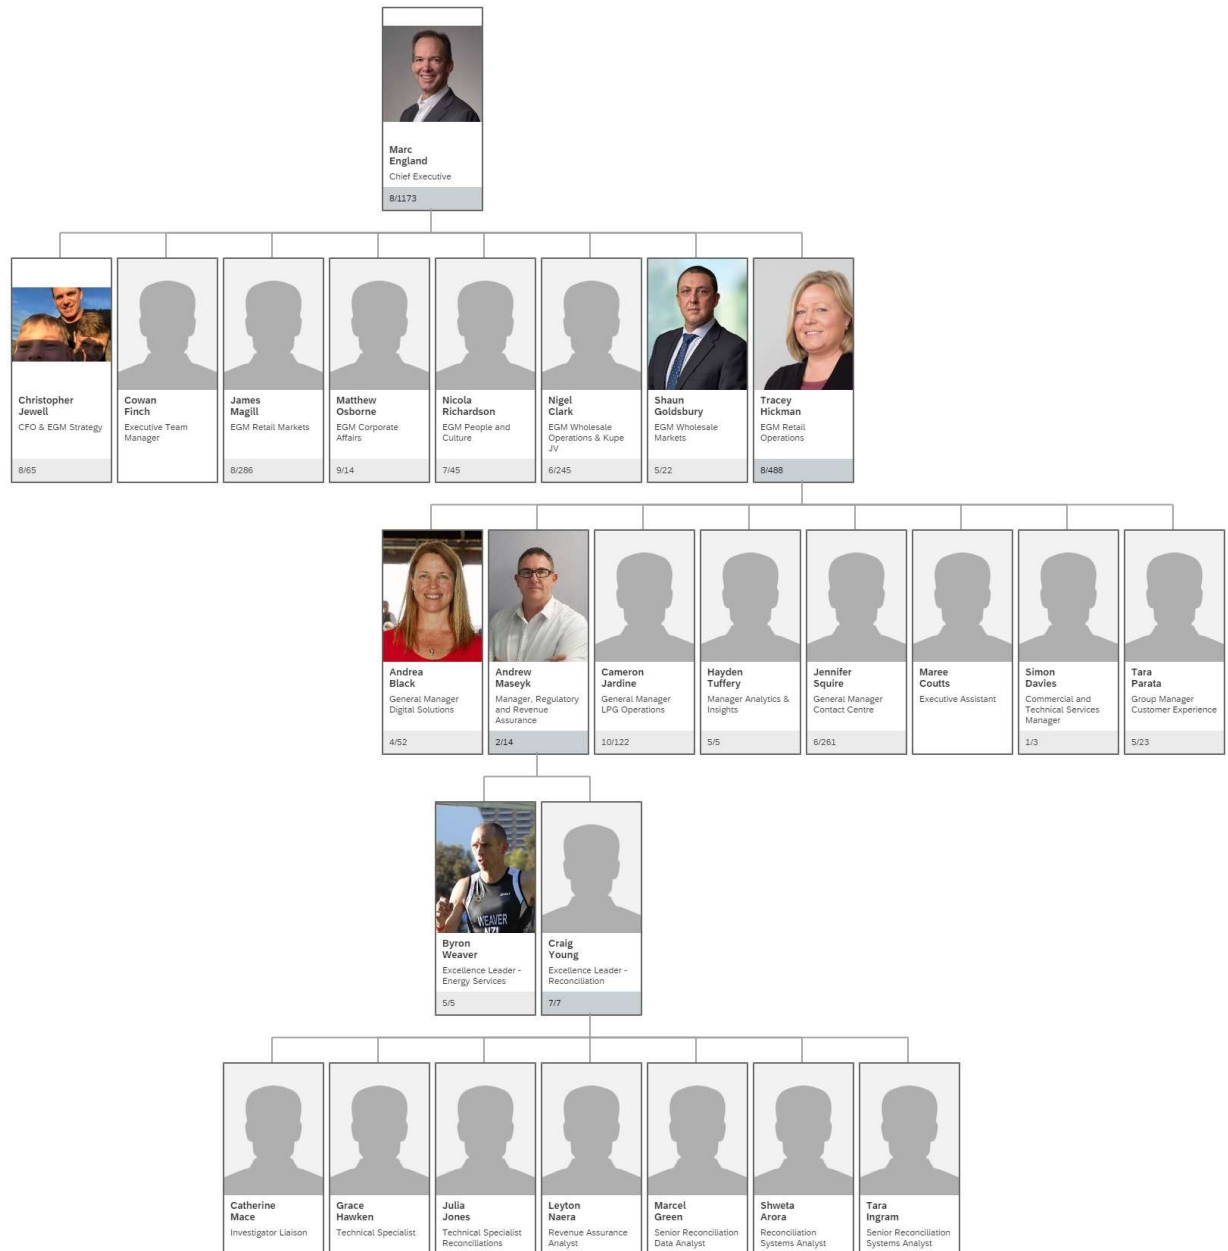 Marc
England
Chief Executive
8/1173
Christopher
Jewell
CFO & EGM Strategy
8/65
Cowan
Finch
Executive Team
Manager
James
Magill
EGM Retail Markets
8/286
Matthew
Osborne
EGM Corporate
Affairs
9/14
Nicola
Richardson
EGM People and
Culture
7/45
Nigel
Clark
EGM Wholesale
Operations & Kupe
JV
6/245
Shaun
Goldsbury
EGM Wholesale
Markets
5/22
Tracey
Hickman
EGM Retail
Operations
8/488
Andrea
Black
General Manager
Digital Solutions
4/52
Andrew
Maseyk
Manager, Regulatory
and Revenue
Assurance
2/14
Cameron
Jardine
General Manager
LPG Operations
10/122
Hayden
Tuffery
Manager Analytics &
Insights
5/5
Jennifer
Squire
General Manager
Contact Centre
6/261
Maree
Coutts
Executive Assistant
Simon
Davies
Commercial and
Technical Services
Manager
1/3
Tara
Parata
Group Manager
Customer Experience
5/23
WEAVER
NZL
Byron
Weaver
Excellence Leader -
Energy Services
5/5
Craig
Young
Excellence Leader -
Reconciliation
7/7
Catherine
Mace
Investigator Liaison
Grace
Hawken
Technical Specialist
Julia
Jones
Technical Specialist
Reconciliations
Leyton
Naera
Revenue Assurance
Analyst
Marcel
Green
Senior Reconciliation
Data Analyst
Shweta
Arora
Reconciliation
Systems Analyst
Tara
Ingram
Senior Reconciliation
Systems Analyst